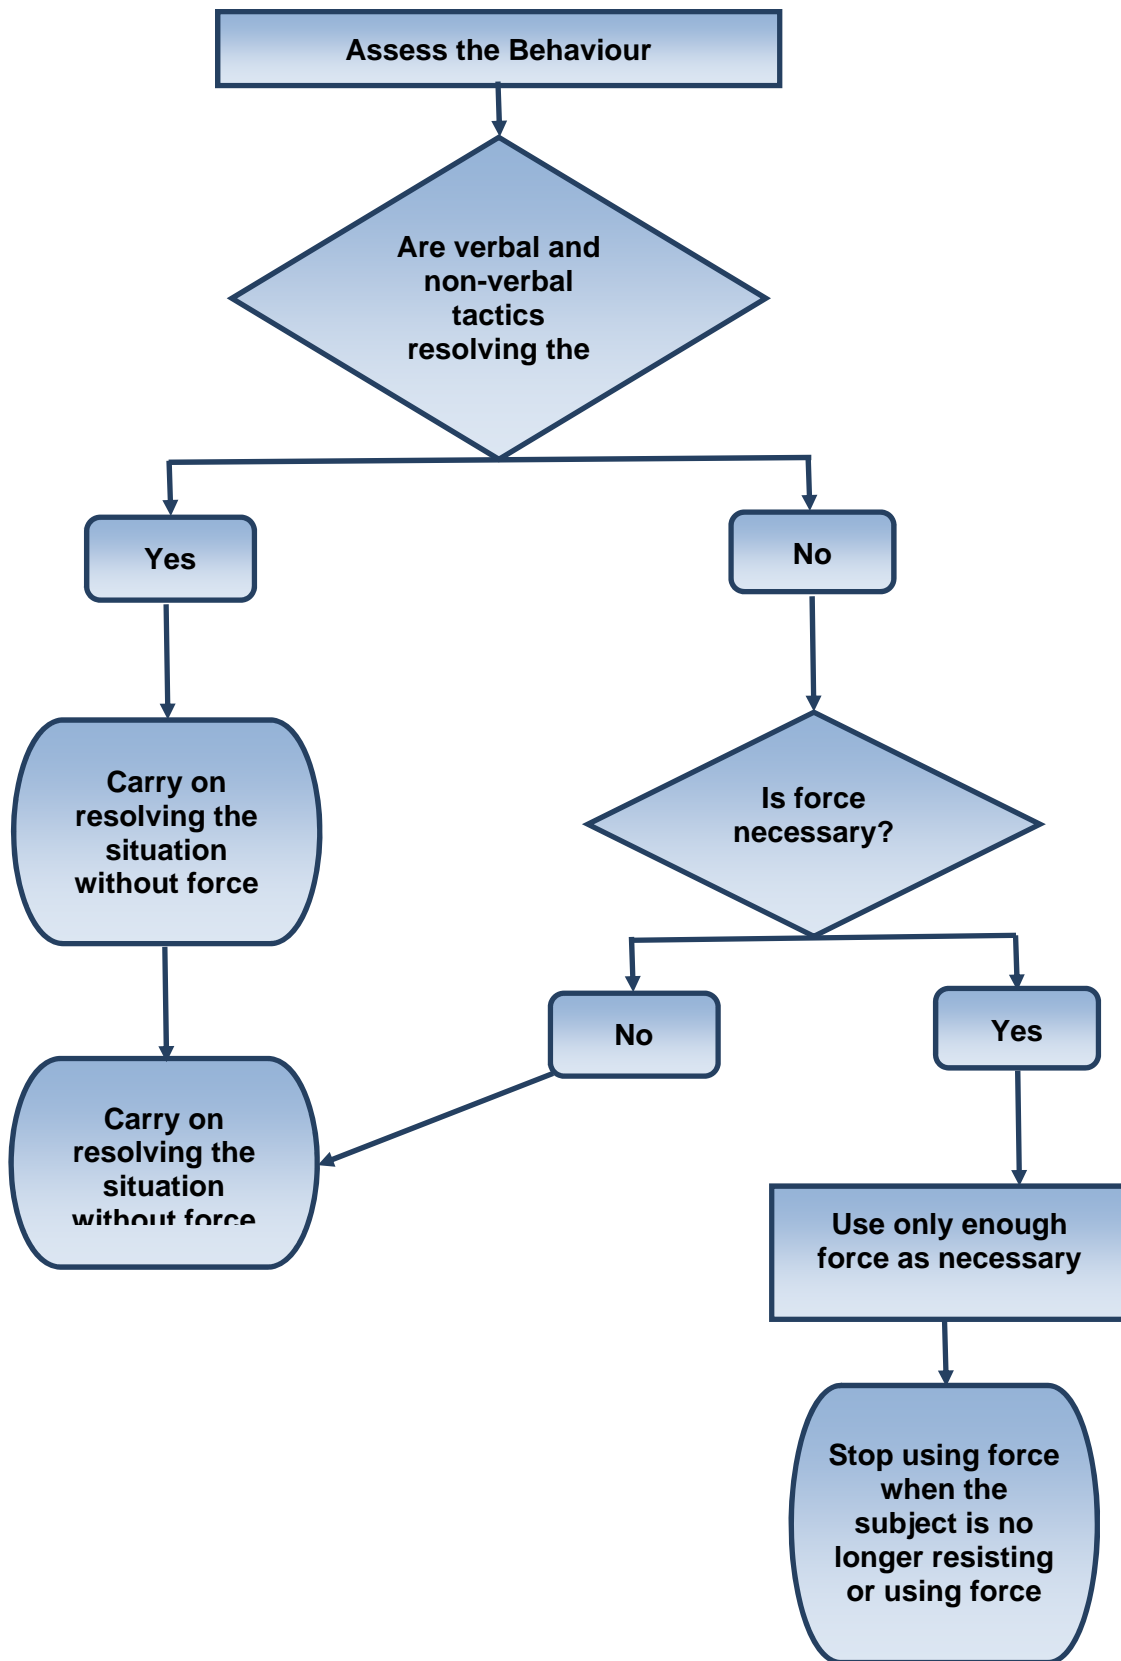 Assess the Behaviour
Are verbal and
non-verbal
tactics
resolving the
Yes
No
Carry on
resolving the
situation
without force
Is force
necessary?
No
Yes
Carry on
resolving the
situation
without force
Use only enough
force as necessary
Stop using force
when the
subject is no
longer resisting
or using force